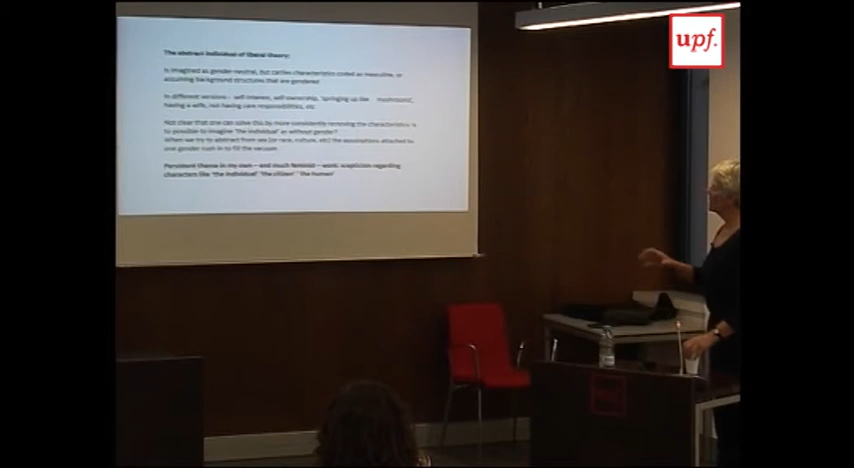 The abstract individual of liberal theory:
Is imagined as gender-neutral, but carries characteristics coded as masculine, or
assuming background structures that are gendered
In different versions - self-interest, self ownership, 'springing up like mushrooms',
having a wife, not having care responsibilities, etc
Not clear that one can solve this by more consistently removing the characteristics: is
to possible to imagine 'the individual' as without gender?
When we try to abstract from sex (or race, culture, etc) the assumptions attached to
one gender rush in to fill the vacuum
Persistent theme in my own – and much feminist – work: scepticism regarding
characters like 'the individual' 'the citizen' 'the human'
upf.